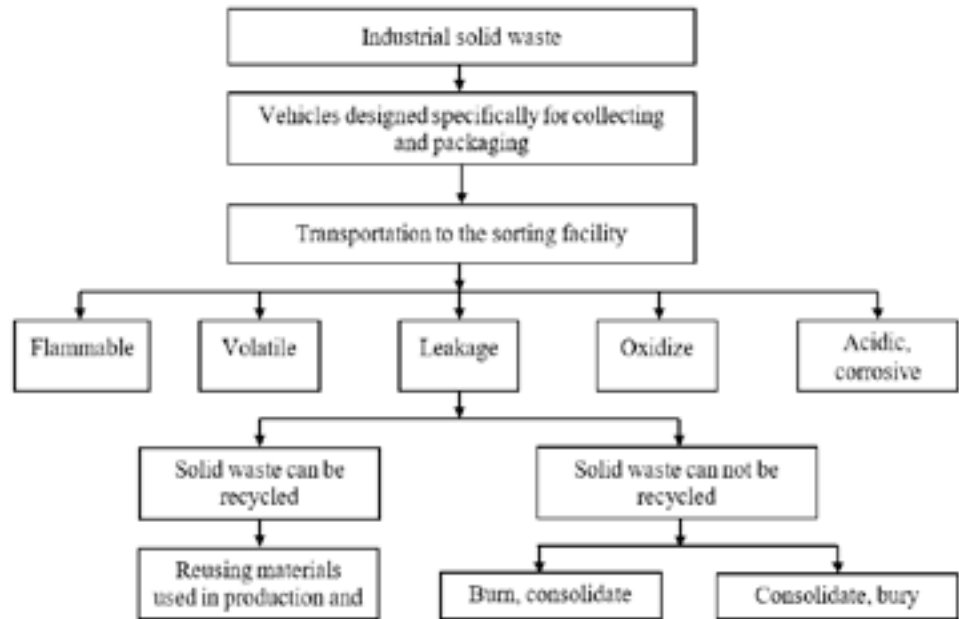 Industrial solid waste
Vehicles designed specifically for collecting
and packaging
Transportation to the sorting facility
Flammable
Volatile
Leakage
Oxidize
Acidic,
corrosive
Solid waste can be
recycled
Solid waste can not be
recycled
Reusing materials
used in production and
Burn, consolidate
Consolidate, bury